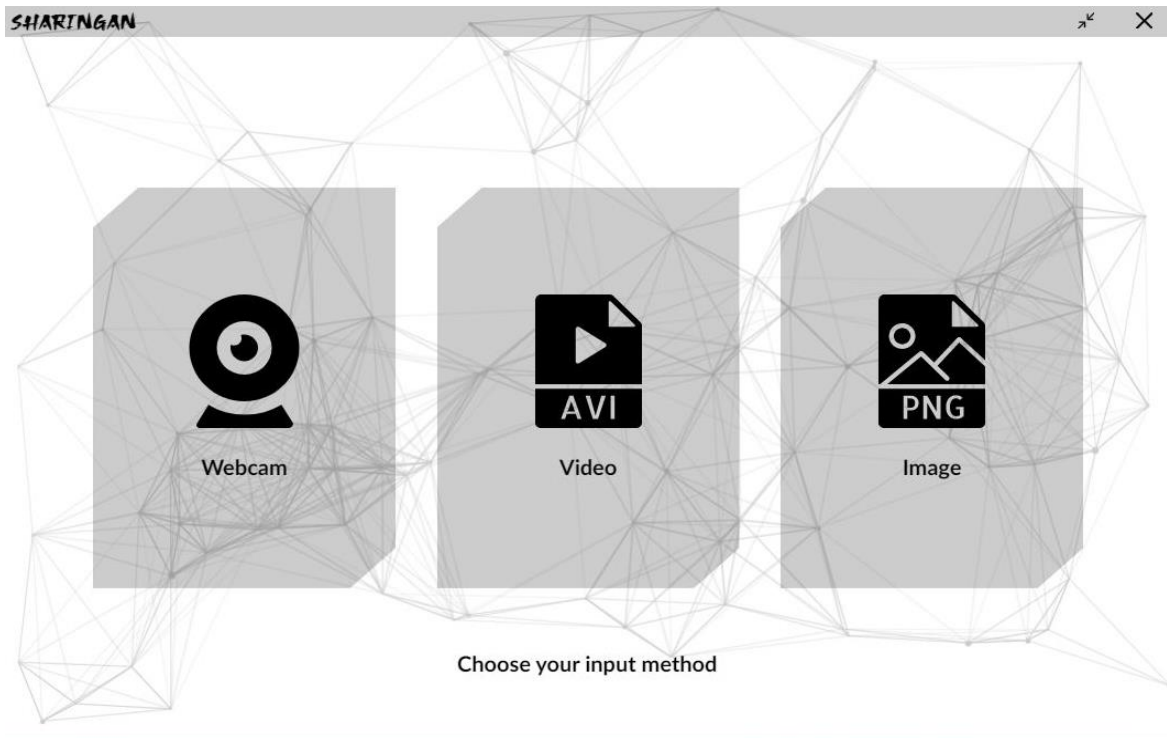 SHARINGAN
AVI
PNG
Webcam
Video
Image
Choose your input method